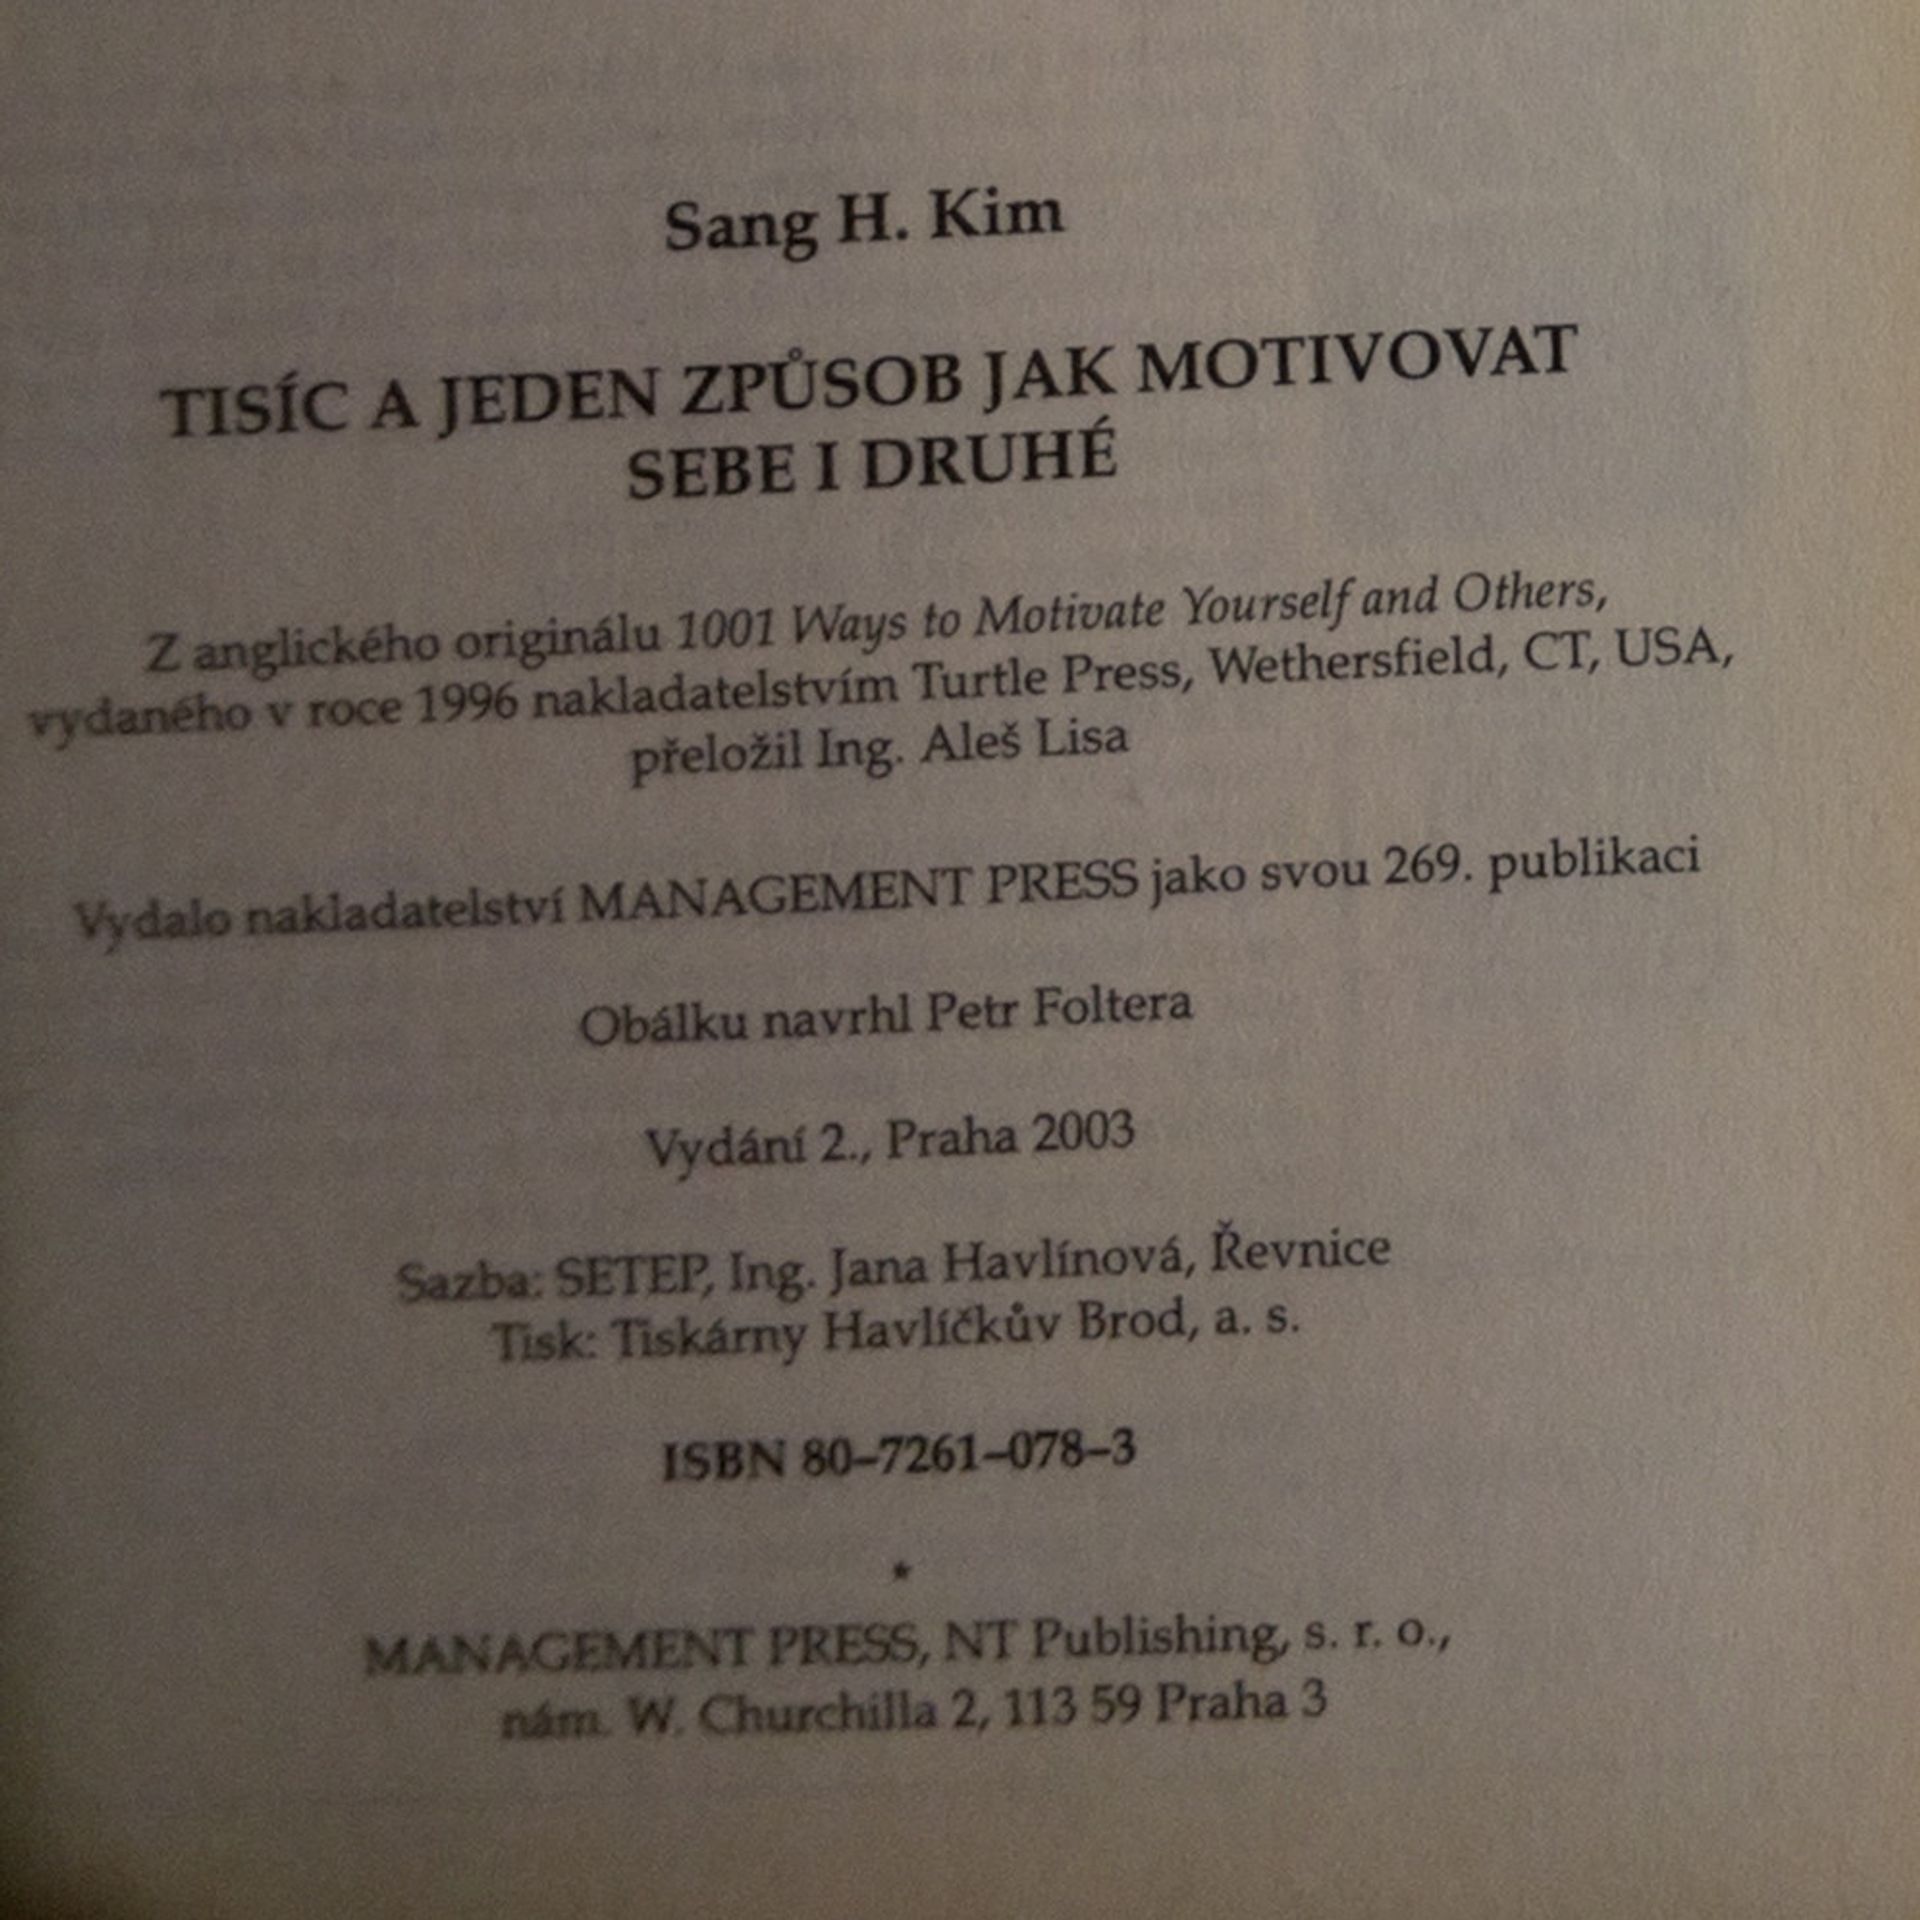 Sang H. Kim
TISÍC A JEDEN ZPŮSOB JAK MOTIVOVAT
SEBE I DRUHÉ
Z anglického originálu 1001 Ways to Motivate Yourself and Others,
vydaného v roce 1996 nakladatelstvím Turtle Press, Wethersfield, CT, USA,
přeložil Ing. Aleš Lisa
Vydalo nakladatelství MANAGEMENT PRESS jako svou 269. publikaci
Obálku navrhl Petr Foltera
Vydání 2., Praha 2003
Sazba: SETEP, Ing. Jana Havlínová, Řevnice
Tisk: Tiskárny Havlíčkův Brod, a. s.
ISBN 80–7261–078–3
*
MANAGEMENT PRESS, NT Publishing, s. r. o.,
nám. W. Churchilla 2, 113 59 Praha 3